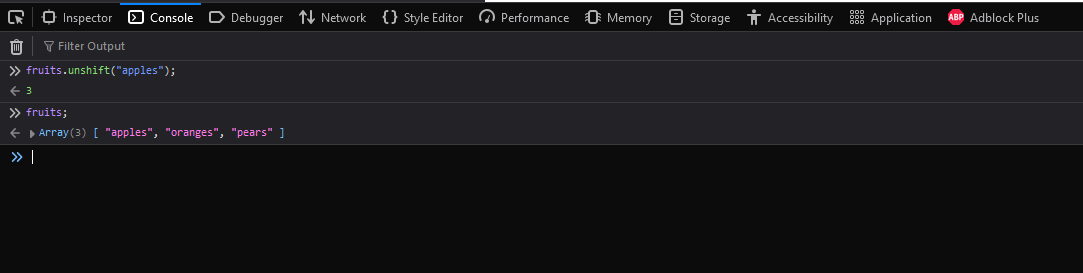 Inspector Console Debugger Network Style Editor Performance Memory Storage Accessibility Application ABP Adblock Plus
Filter Output
fruits.unshift("apples");
3
fruits;
Array(3) [ "apples", "oranges", "pears" ]